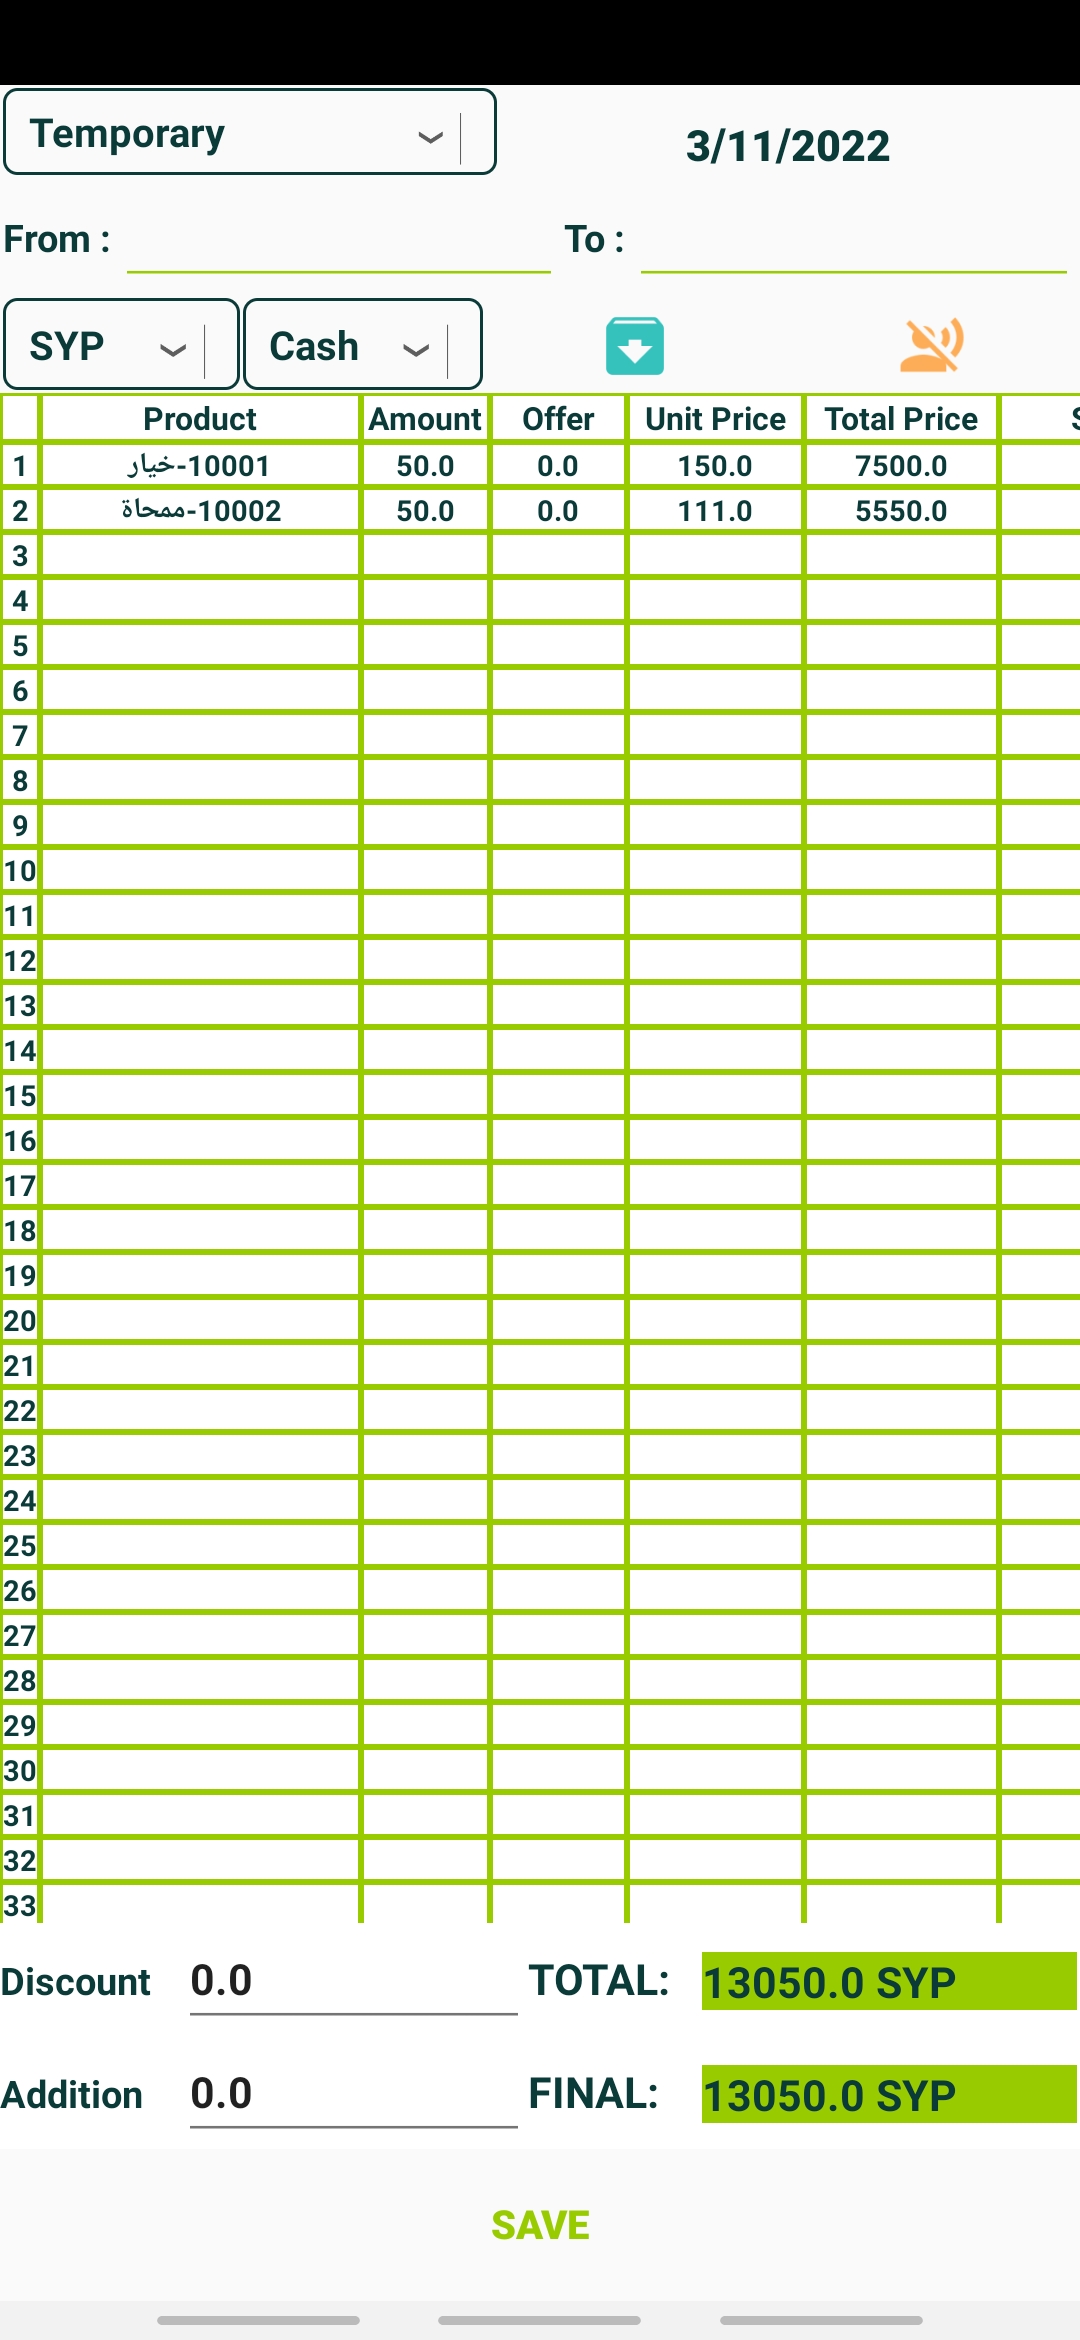 Temporary
3/11/2022
From :
To :
SYP
Cash
Product Amount Offer Unit Price Total Price
1 10001-خيار 50.0 0.0 150.0 7500.0
2 10002-ممحاة 50.0 0.0 111.0 5550.0
3
4
5
6
7
8
9
10
11
12
13
14
15
16
17
18
19
20
21
22
23
24
25
26
27
28
29
30
31
32
33
Discount 0.0 TOTAL: 13050.0 SYP
Addition 0.0 FINAL: 13050.0 SYP
SAVE